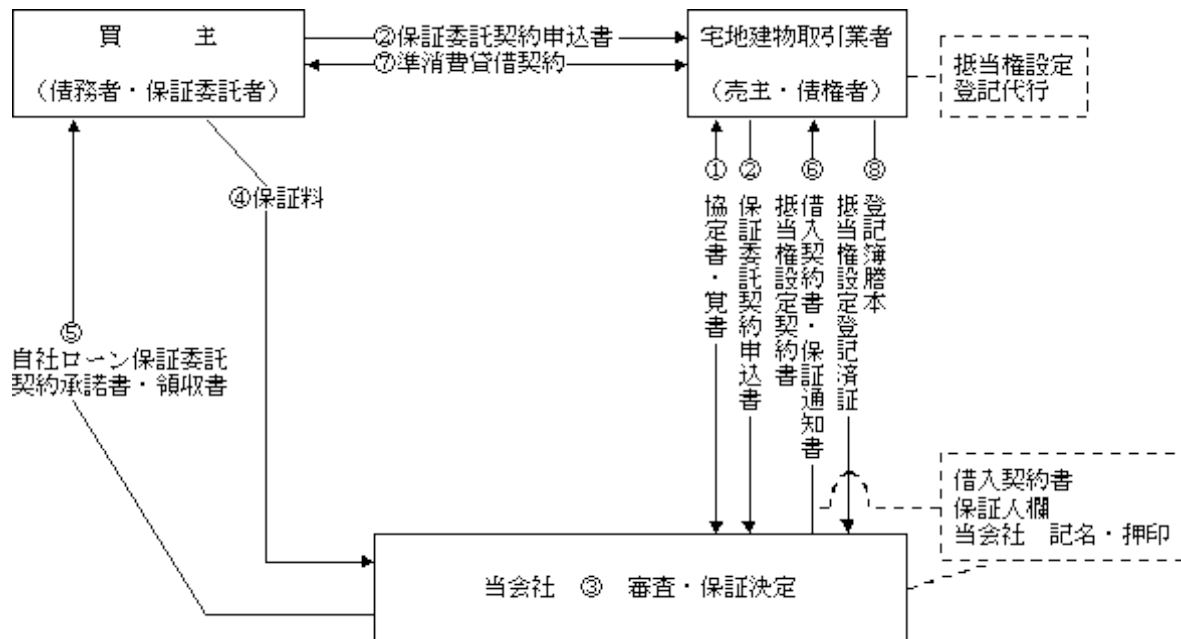 買 主
(債務者・保証委託者)
②保証委託契約申込書
⑦準消費貸借契約
宅地建物取引業者
(売主・債権者)
抵当権設定
登記代行
④保証料
①協定書・覚書
②保証委託契約申込書
⑥借入契約書・保証通知書
抵当権設定契約書
⑧登記簿謄本
抵当権設定登記済証
⑤
自社ローン保証委託
契約承諾書・領収書
借入契約書
保証人欄
当会社 記名・押印
当会社 ③ 審査・保証決定